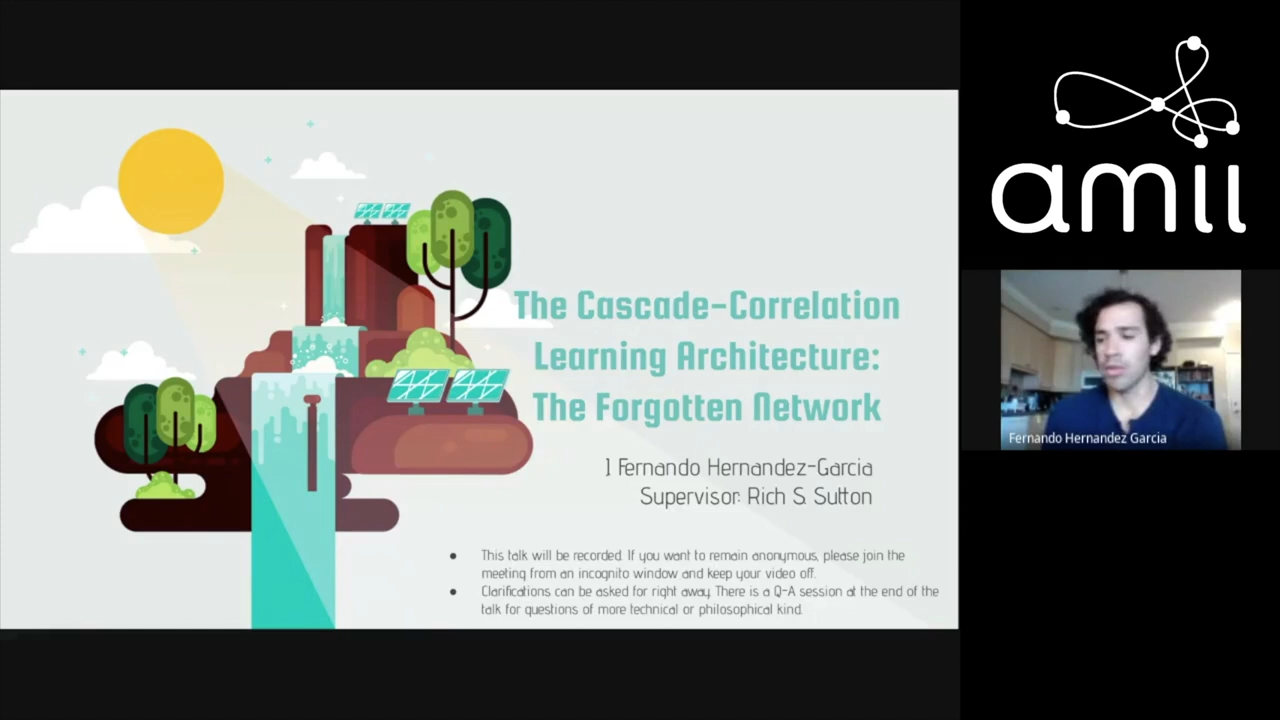 The Cascade-Correlation
Learning Architecture:
The Forgotten Network
J Fernando Hernandez-Garcia
Supervisor: Rich S. Sutton
● This talk will be recorded. If you want to remain anonymous, please join the
meeting from an incognito window and keep your video off.
● Clarifications can be asked for right away. There is a Q-A session at the end of the
talk for questions of more technical or philosophical kind.
amii
Fernando Hernandez Garcia